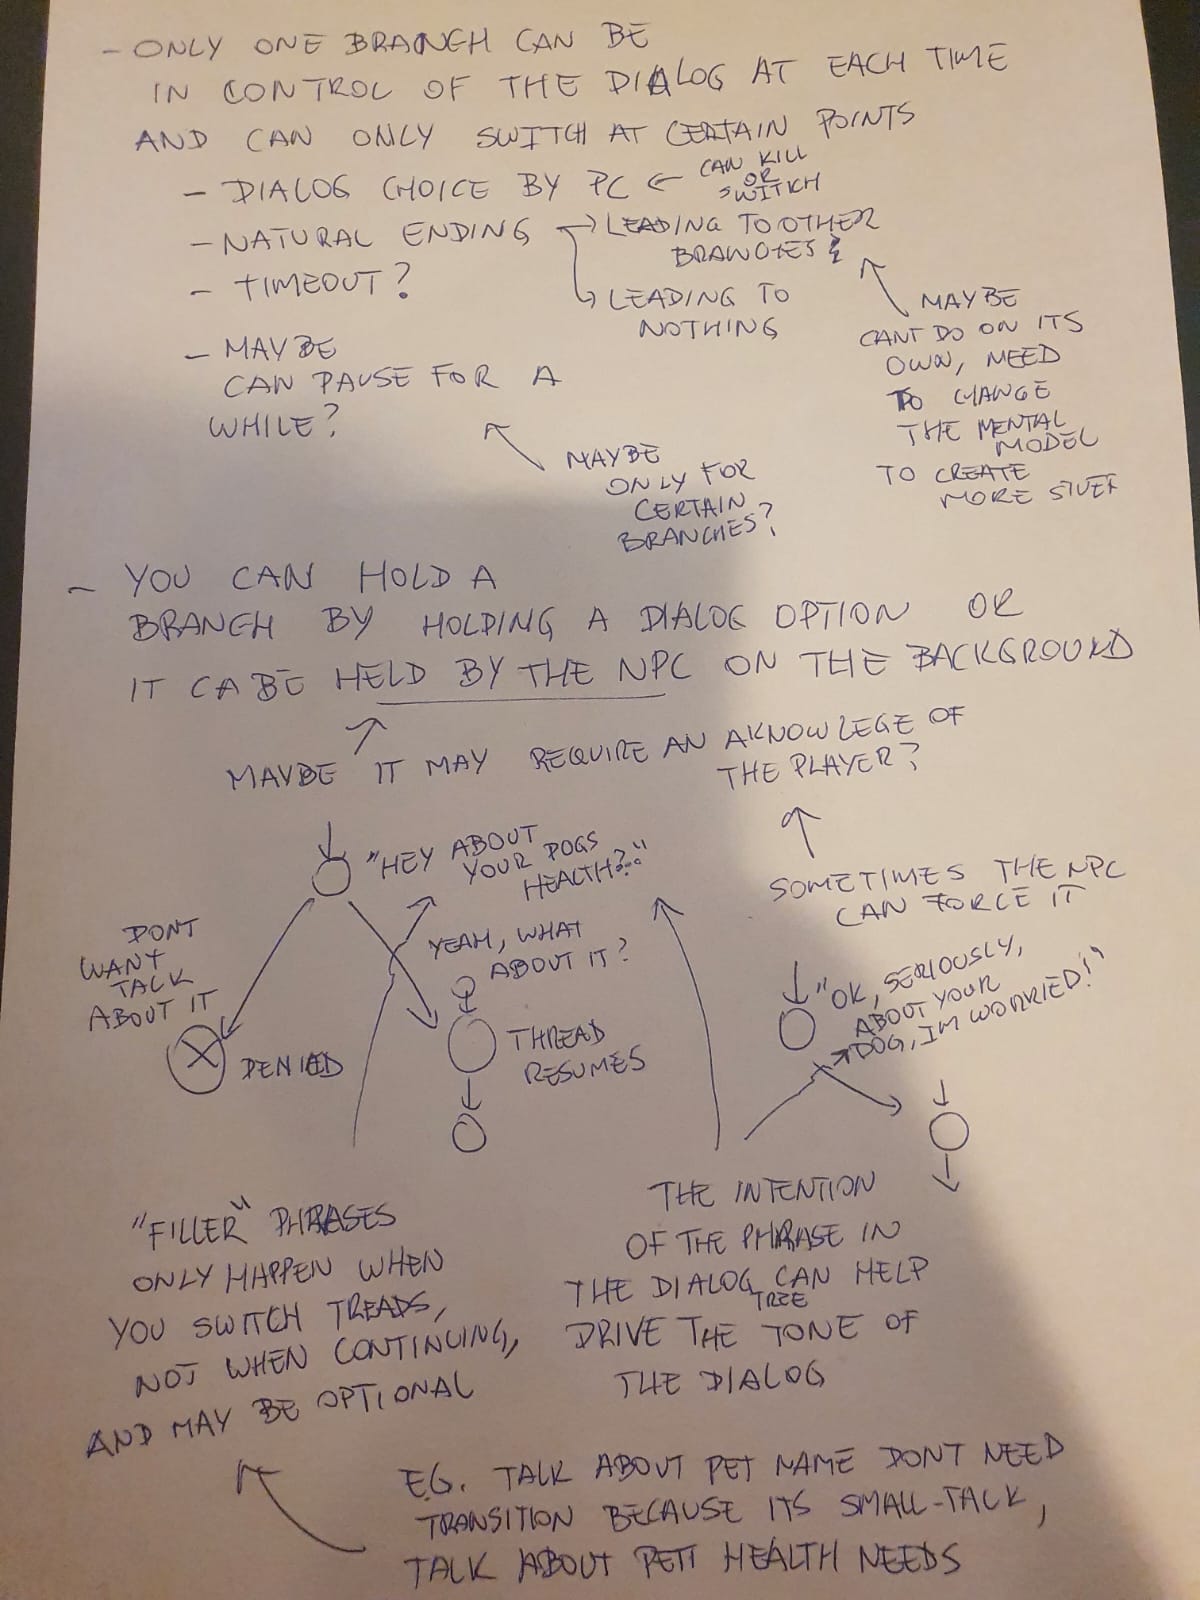 - ONLY ONE BRANCH CAN BE
IN CONTROL OF THE DIALOG AT EACH TIME
AND CAN ONLY SWITCH AT CERTAIN POINTS
- DIALOG CHOICE BY PC ← CAN KILL
OR
SWITCH
- NATURAL ENDING → LEADING TO OTHER
BRANCHES
- TIMEOUT?
LEADING TO
NOTHING
MAYBE
CANT DO ON ITS
OWN, NEED
TO CHANGE
THE MENTAL
MODEL
TO CREATE
MORE STUFF
- MAYBE
CAN PAUSE FOR A
WHILE?
MAYBE
ONLY FOR
CERTAIN
BRANCHES?
- YOU CAN HOLD A
BRANCH BY HOLDING A DIALOG OPTION OR
IT CA BE HELD BY THE NPC ON THE BACKGROUND
MAYBE IT MAY REQUIRE AN AKNOWLEGE OF
THE PLAYER?
"HEY ABOUT
YOUR DOGS
HEALTH?..."
SOMETIMES THE NPC
CAN FORCE IT
DONT
WANT
TALK
ABOUT IT
YEAH, WHAT
ABOUT IT?
"OK, SERIOUSLY,
ABOUT YOUR
DOG, IM WORRIED!"
DENIED
THREAD
RESUMES
"FILLER" PHRASES
ONLY HAPPEN WHEN
YOU SWITCH TREADS,
NOT WHEN CONTINUING,
AND MAY BE OPTIONAL
THE INTENTION
OF THE PHRASE IN
THE DIALOG TREE CAN HELP
DRIVE THE TONE OF
THE DIALOG
E.G. TALK ABOUT PET NAME DONT NEED
TRANSITION BECAUSE ITS SMALL-TALK,
TALK ABOUT PETT HEALTH NEEDS